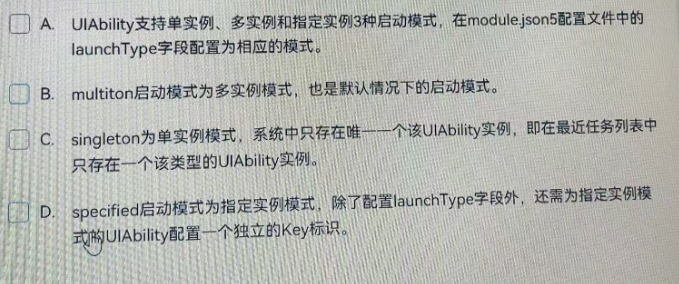 A. UIAbility支持单实例、多实例和指定实例3种启动模式，在module.json5配置文件中的
launchType字段配置为相应的模式。
B. multiton启动模式为多实例模式，也是默认情况下的启动模式。
C. singleton为单实例模式，系统中只存在唯一一个该UIAbility实例，即在最近任务列表中
只存在一个该类型的UIAbility实例。
D. specified启动模式为指定实例模式，除了配置launchType字段外，还需为指定实例模
式的UIAbility配置一个独立的Key标识。